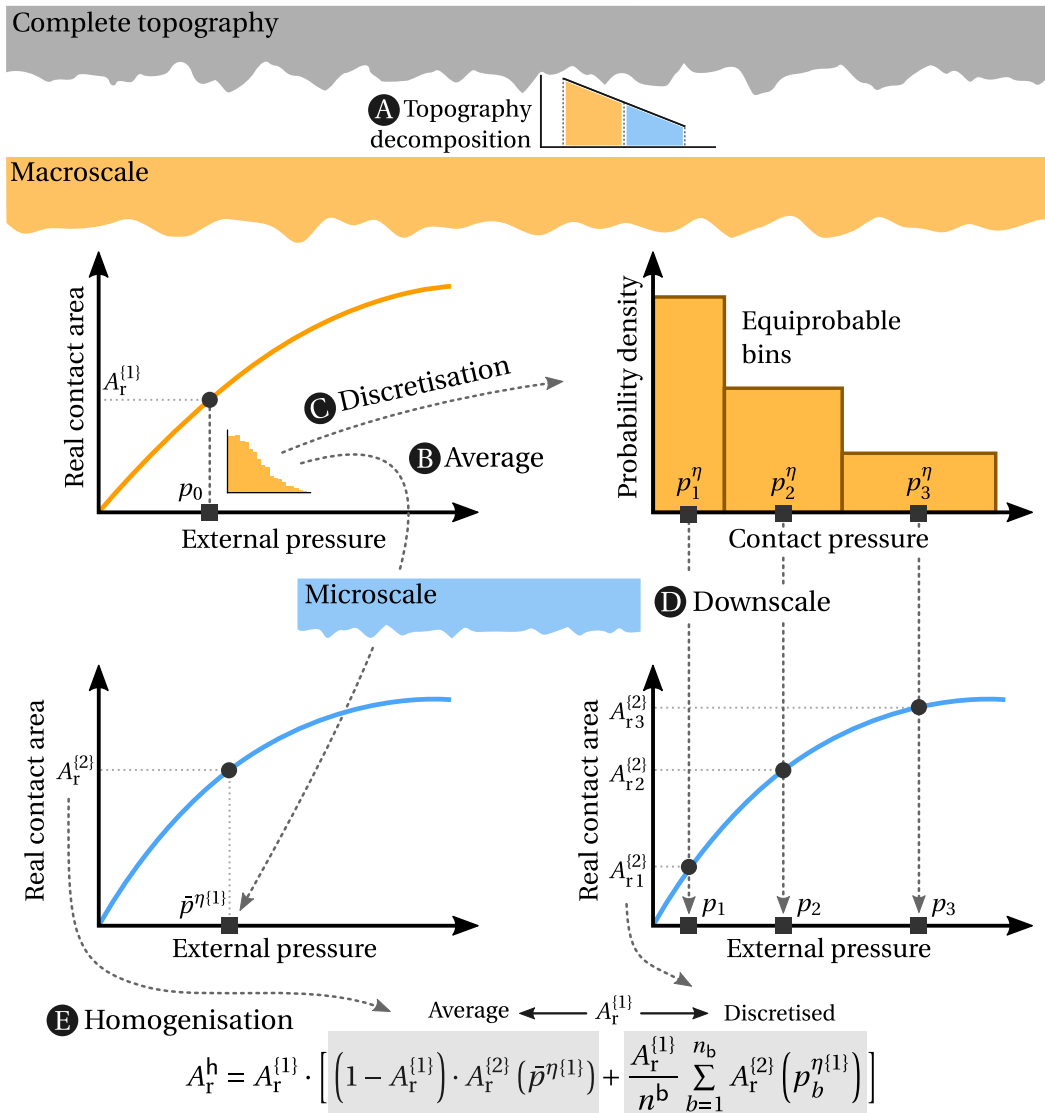 Complete topography
A Topography
decomposition
Macroscale
Real contact area
A_r^{1}
p_0
External pressure
C Discretisation
B Average
Probability density
Equiprobable
bins
p_1^η p_2^η p_3^η
Contact pressure
Microscale
D Downscale
Real contact area
A_r^{2}
p̄^η{1}
External pressure
Real contact area
A_r3^{2}
A_r2^{2}
A_r1^{2}
p_1 p_2 p_3
External pressure
E Homogenisation
Average A_r^{1} Discretised
A_r^h = A_r^{1} · [ (1 − A_r^{1}) · A_r^{2} (p̄^η{1}) + A_r^{1}/n^b ∑_{b=1}^{n_b} A_r^{2} (p_b^η{1}) ]